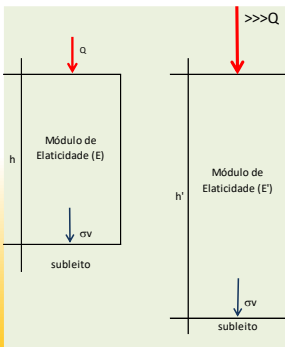 Q
Módulo de
Elaticidade (E)
h
σv
subleito
>>>Q
Módulo de
Elaticidade (E')
h'
σv
subleito